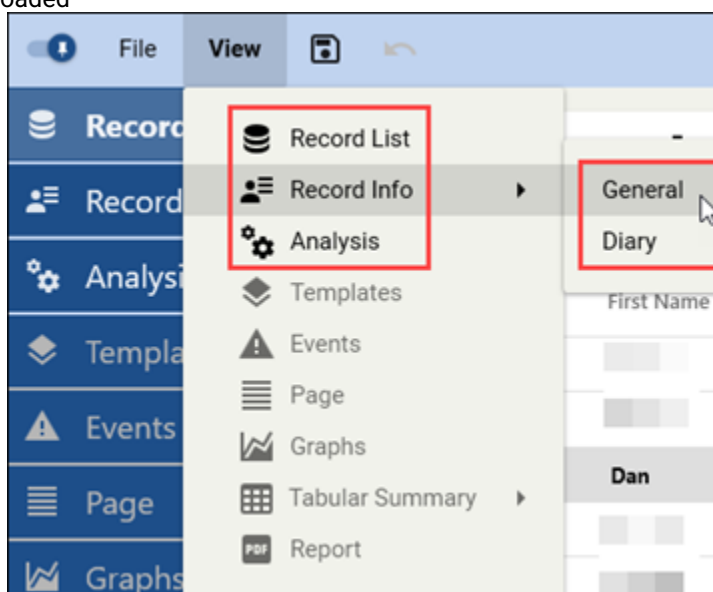 oaded
File View
Record
Record
Analysi
Templa
Events
Page
Graphs
Record List
Record Info
Analysis
Templates
Events
Page
Graphs
Tabular Summary
PDF Report
General
Diary
First Name
Dan